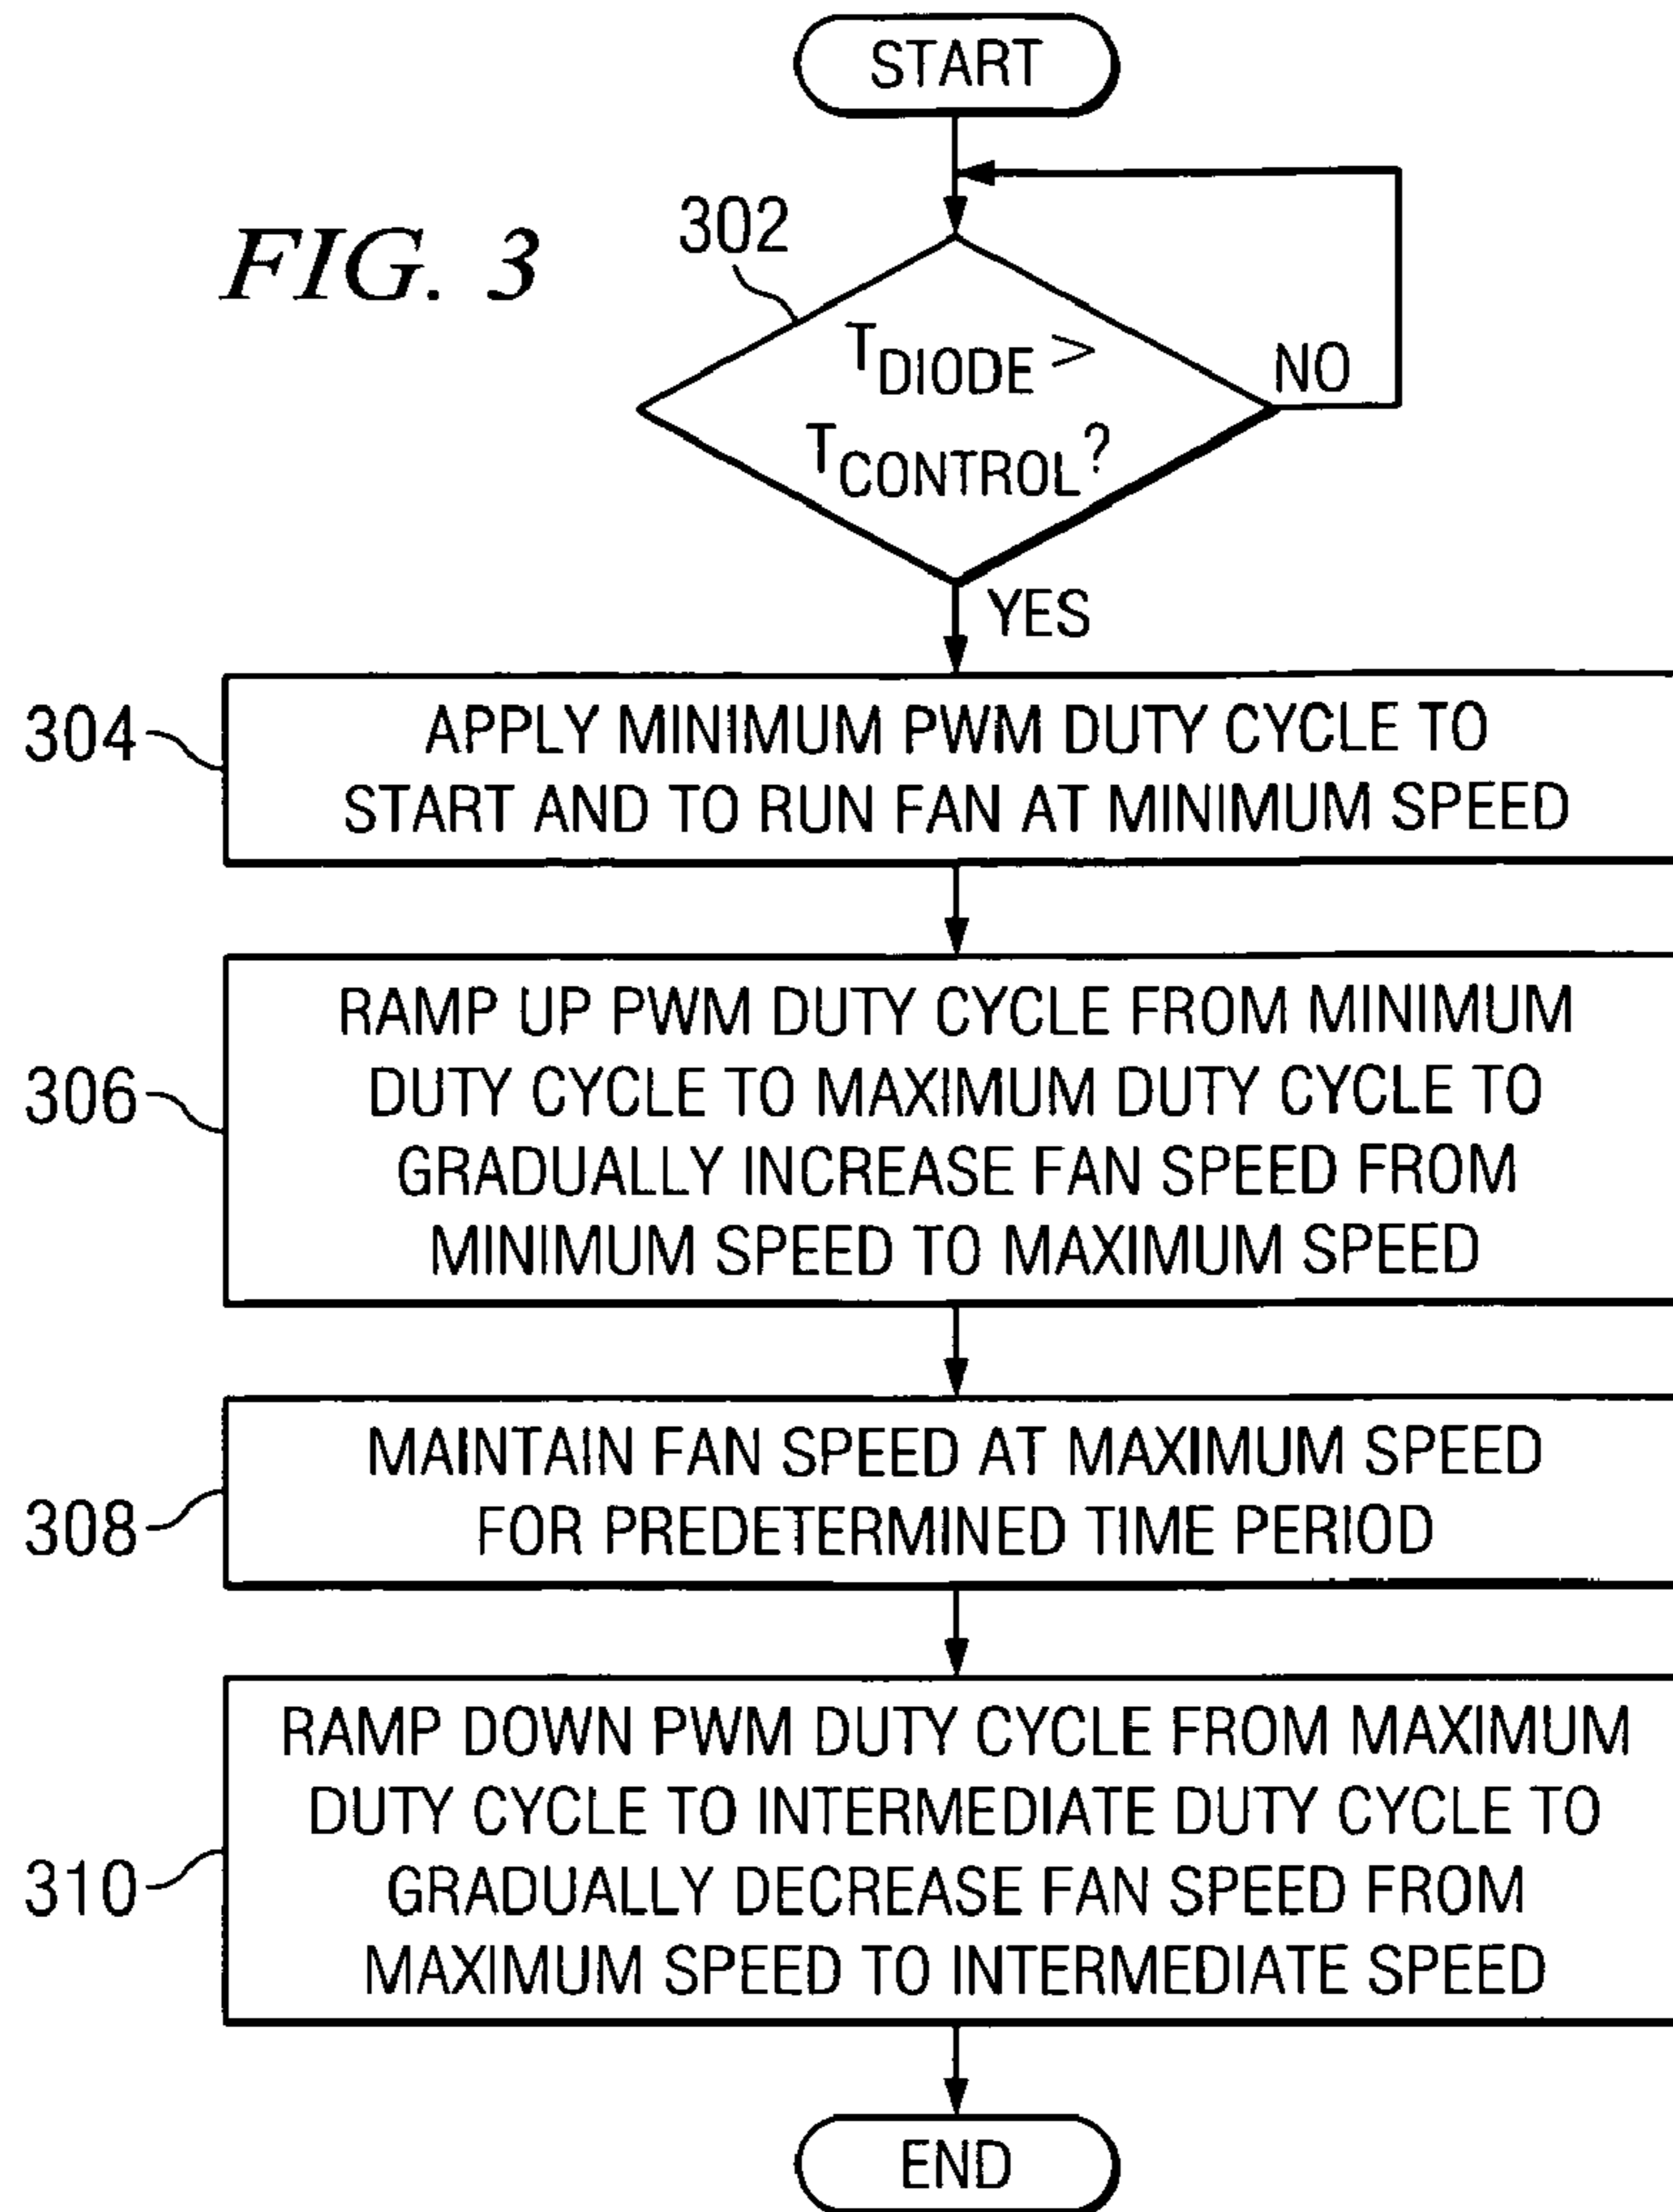 START
FIG. 3
302
T_DIODE >
NO
T_CONTROL?
YES
304
APPLY MINIMUM PWM DUTY CYCLE TO
START AND TO RUN FAN AT MINIMUM SPEED
306
RAMP UP PWM DUTY CYCLE FROM MINIMUM
DUTY CYCLE TO MAXIMUM DUTY CYCLE TO
GRADUALLY INCREASE FAN SPEED FROM
MINIMUM SPEED TO MAXIMUM SPEED
308
MAINTAIN FAN SPEED AT MAXIMUM SPEED
FOR PREDETERMINED TIME PERIOD
310
RAMP DOWN PWM DUTY CYCLE FROM MAXIMUM
DUTY CYCLE TO INTERMEDIATE DUTY CYCLE TO
GRADUALLY DECREASE FAN SPEED FROM
MAXIMUM SPEED TO INTERMEDIATE SPEED
END